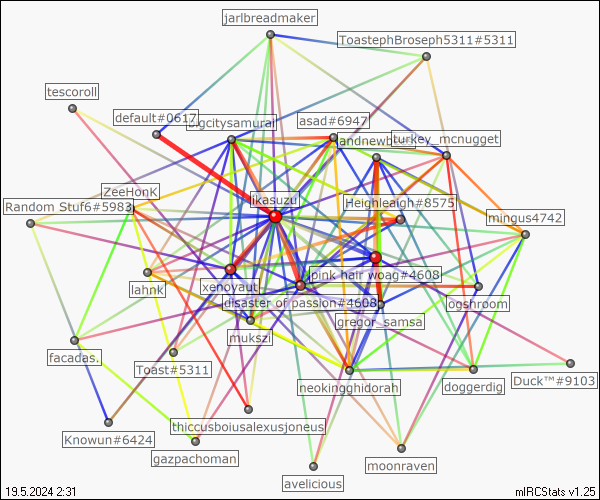 jarlbreadmaker
ToastephBroseph5311#5311
tescoroll
default#0617
bigcitysamurai
asad#6947
turkey_mcnugget
ZeeHonK
likasuzu
Heighleaigh#8575
Random Stuf6#5983
mingus4742
lahnK
xenoyaut
pink hair woag#4608
disaster of passion#4608
ogshroom
gregor_samsa
mukszi
facadas.
Toast#5311
neokingghidorah
doggerdig
Duck™#9103
thiccusboiusalexusjoneus
Knowun#6424
gazpachoman
moonraven
avelicious
19.5.2024 2:31
mIRCStats v1.25